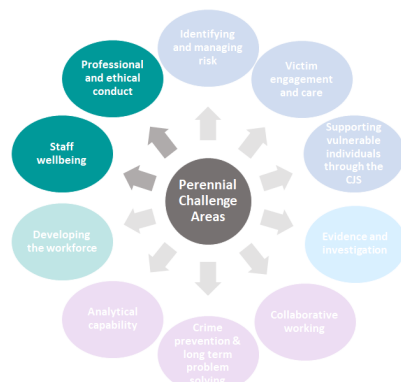 Identifying
and managing
risk
Professional
and ethical
conduct
Victim
engagement
and care
Staff
wellbeing
Supporting
vulnerable
individuals
through the
CJS
Perennial
Challenge
Areas
Developing
the workforce
Evidence and
investigation
Analytical
capability
Collaborative
working
Crime
prevention &
long term
problem
solving